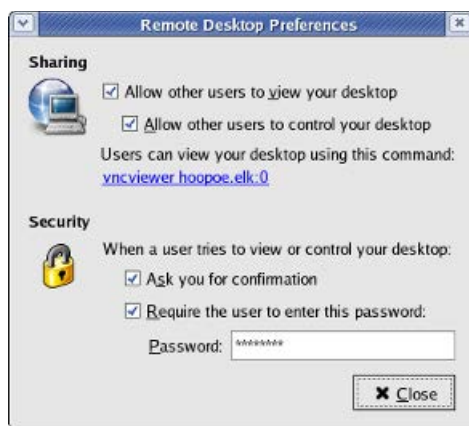 Remote Desktop Preferences
Sharing
Allow other users to view your desktop
Allow other users to control your desktop
Users can view your desktop using this command:
vncviewer hoopoe.elk:0
Security
When a user tries to view or control your desktop:
Ask you for confirmation
Require the user to enter this password:
Password: ********
Close